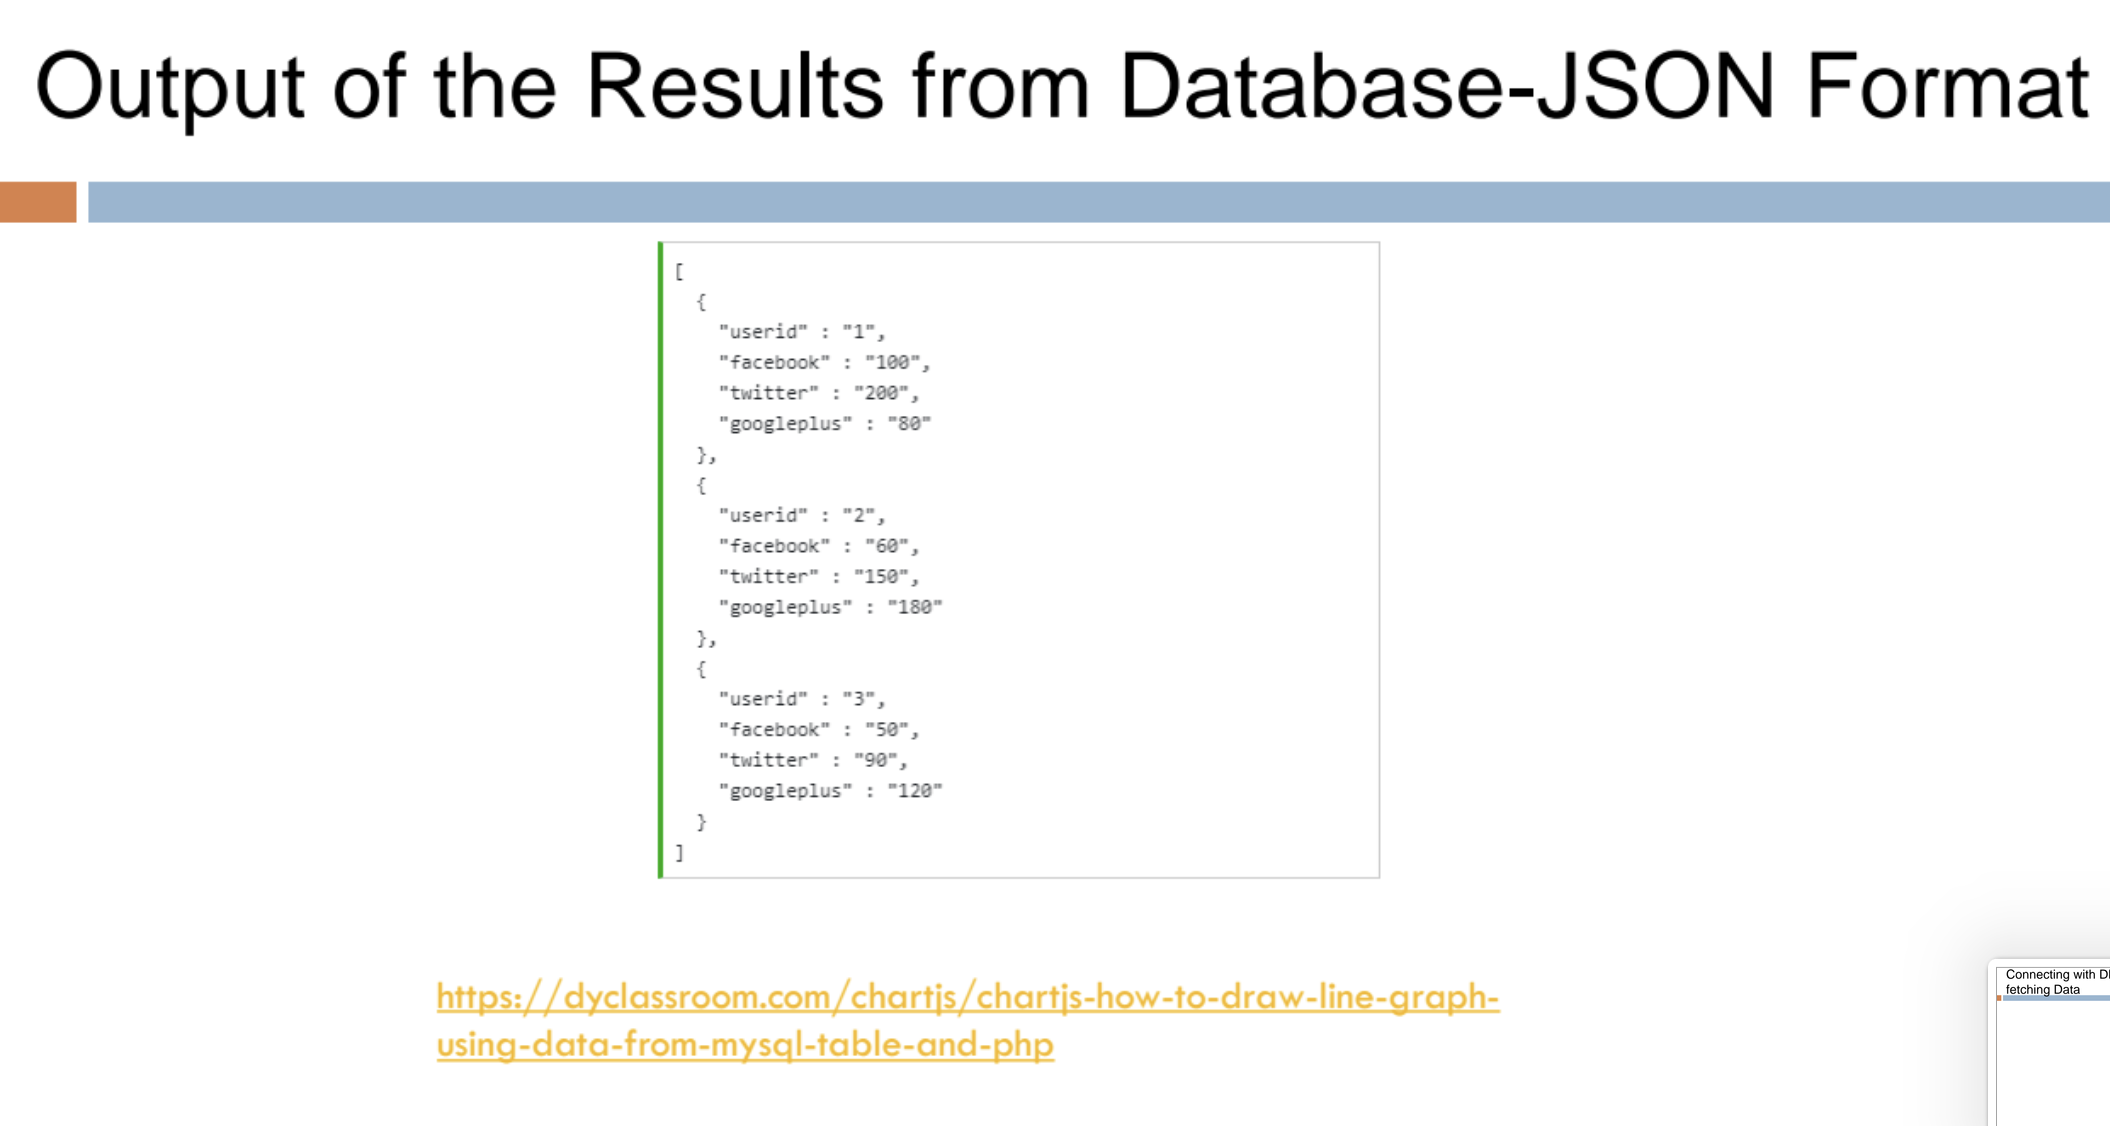 Output of the Results from Database-JSON Format
[
{
"userid" : "1",
"facebook" : "100",
"twitter" : "200",
"googleplus" : "80"
},
{
"userid" : "2",
"facebook" : "60",
"twitter" : "150",
"googleplus" : "180"
},
{
"userid" : "3",
"facebook" : "50",
"twitter" : "90",
"googleplus" : "120"
}
]
https://dyclassroom.com/chartjs/chartjs-how-to-draw-line-graph-
using-data-from-mysql-table-and-php
Connecting with
fetching Data